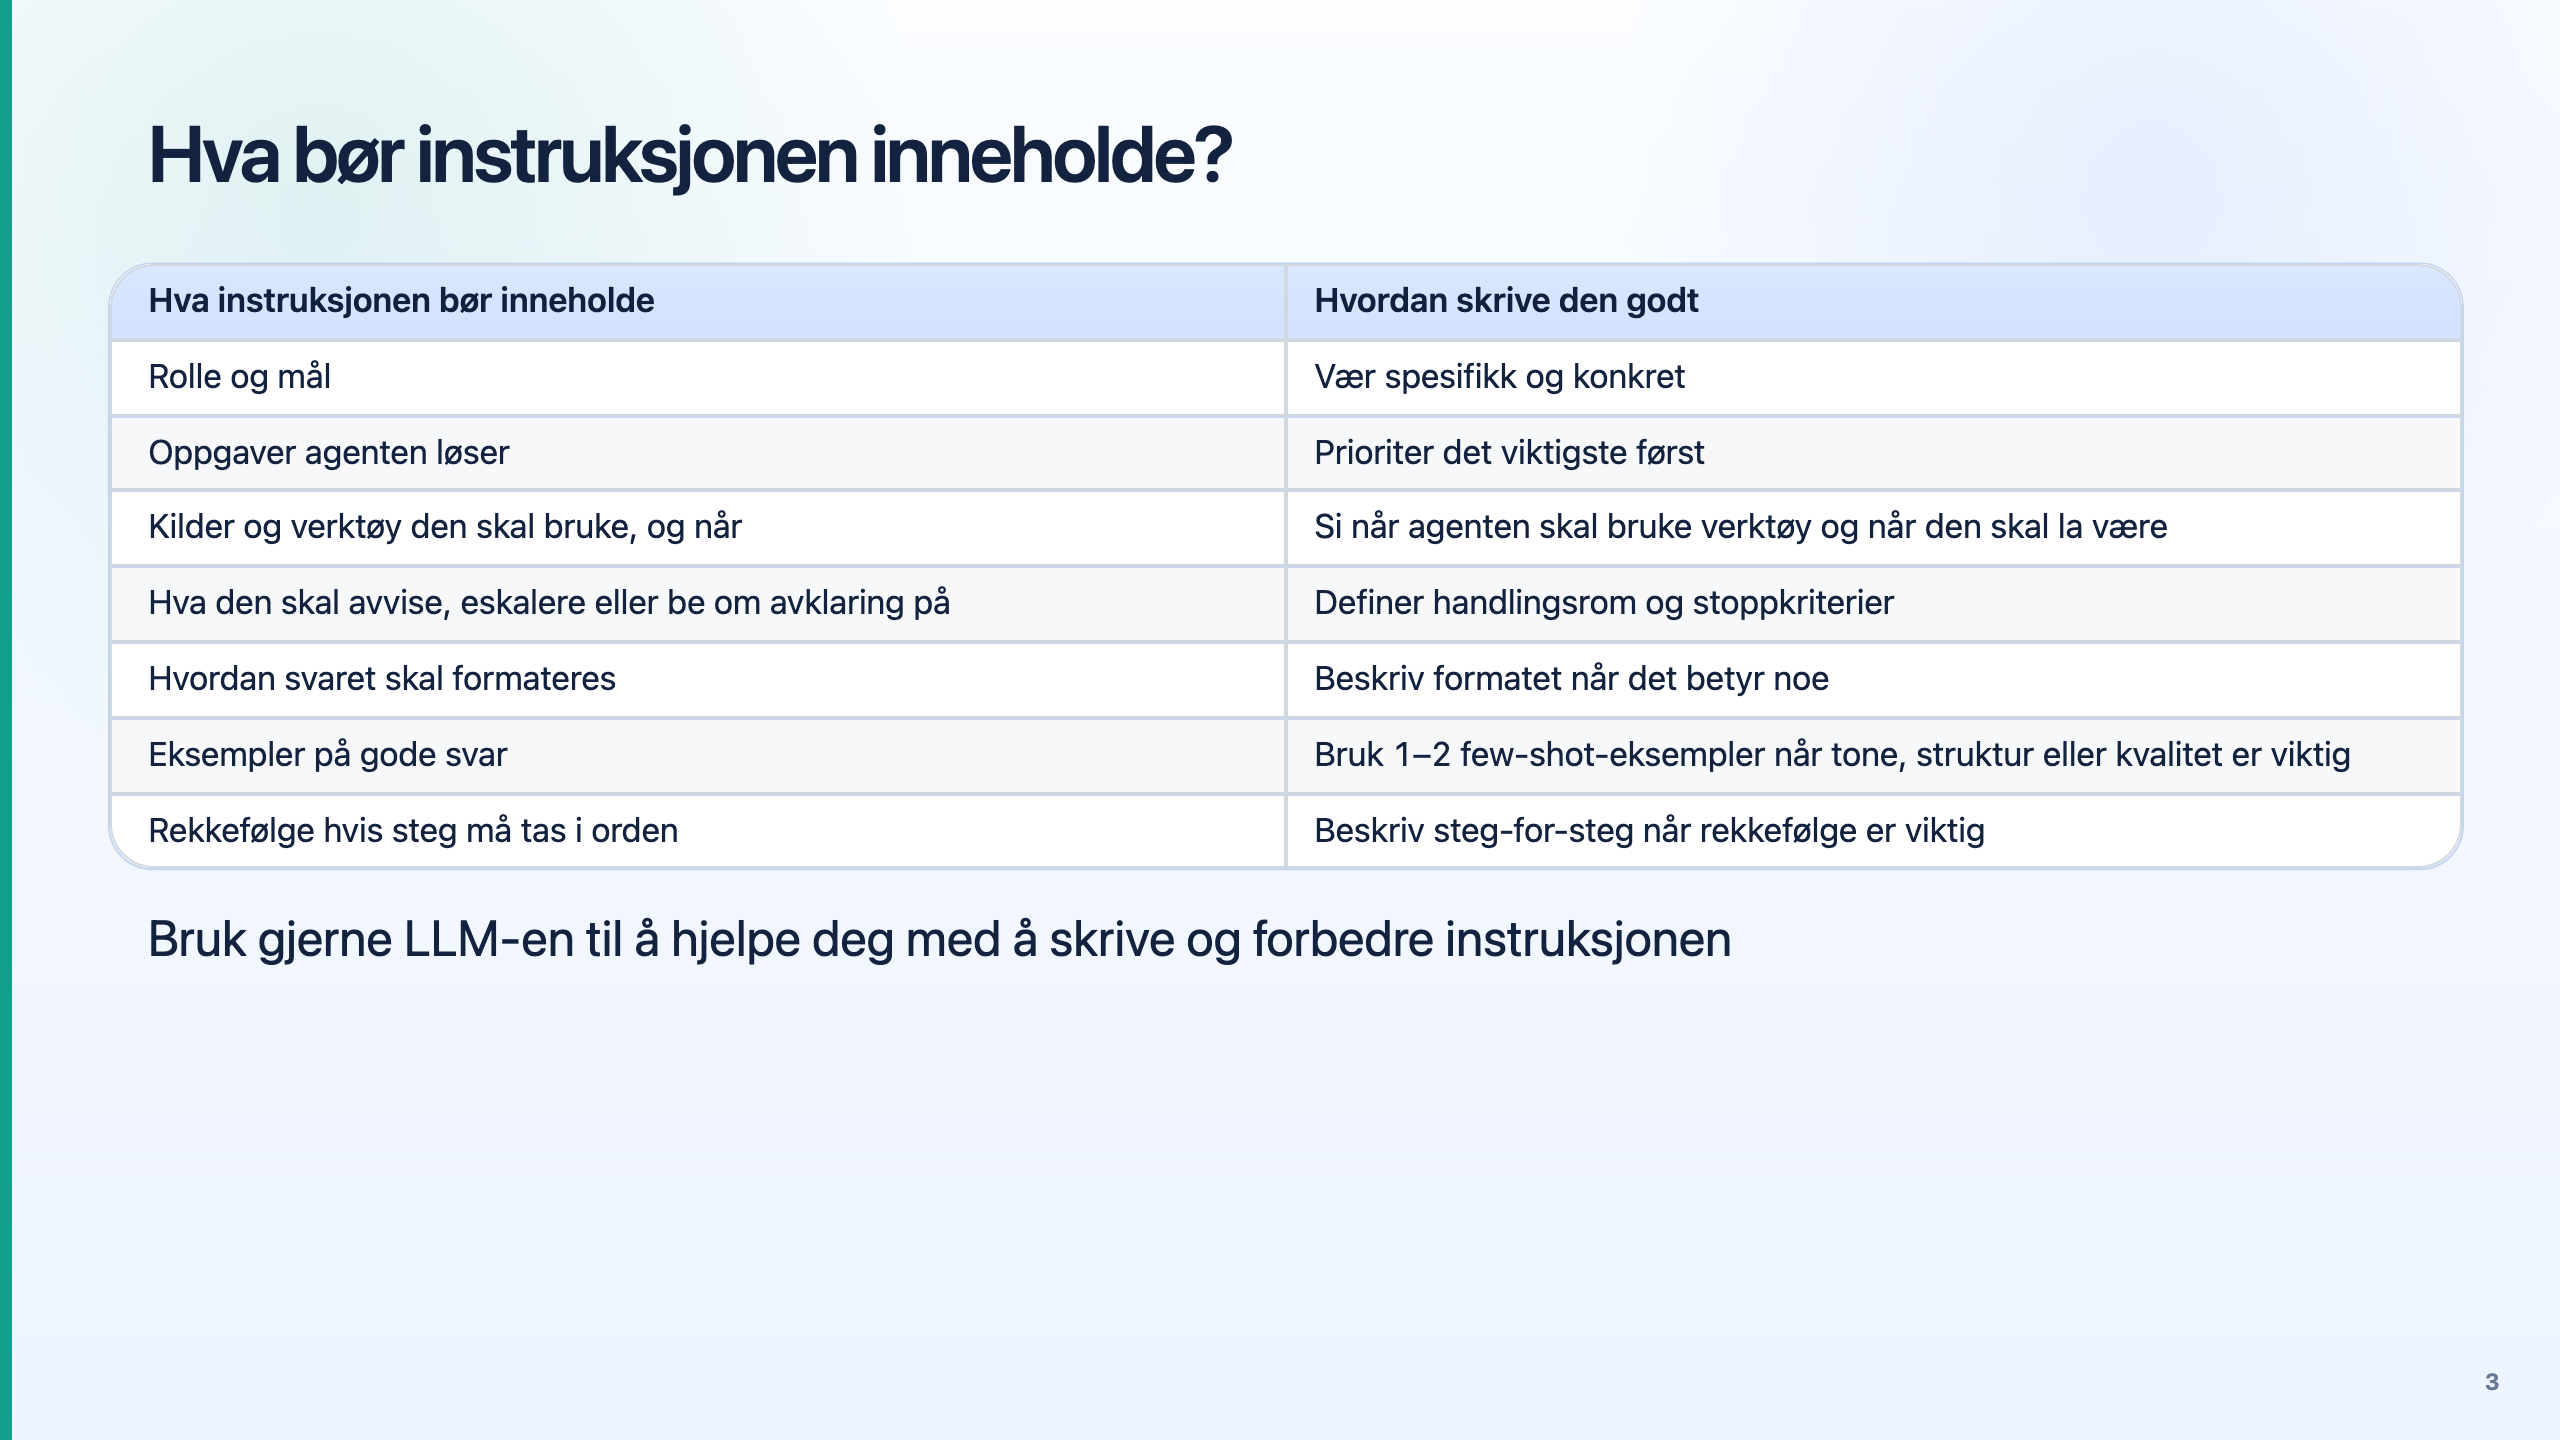 Hva bør instruksjonen inneholde?
Hva instruksjonen bør inneholde
Hvordan skrive den godt
Rolle og mål
Vær spesifikk og konkret
Oppgaver agenten løser
Prioriter det viktigste først
Kilder og verktøy den skal bruke, og når
Si når agenten skal bruke verktøy og når den skal la være
Hva den skal avvise, eskalere eller be om avklaring på
Definer handlingsrom og stoppkriterier
Hvordan svaret skal formateres
Beskriv formatet når det betyr noe
Eksempler på gode svar
Bruk 1–2 few-shot-eksempler når tone, struktur eller kvalitet er viktig
Rekkefølge hvis steg må tas i orden
Beskriv steg-for-steg når rekkefølge er viktig
Bruk gjerne LLM-en til å hjelpe deg med å skrive og forbedre instruksjonen
3